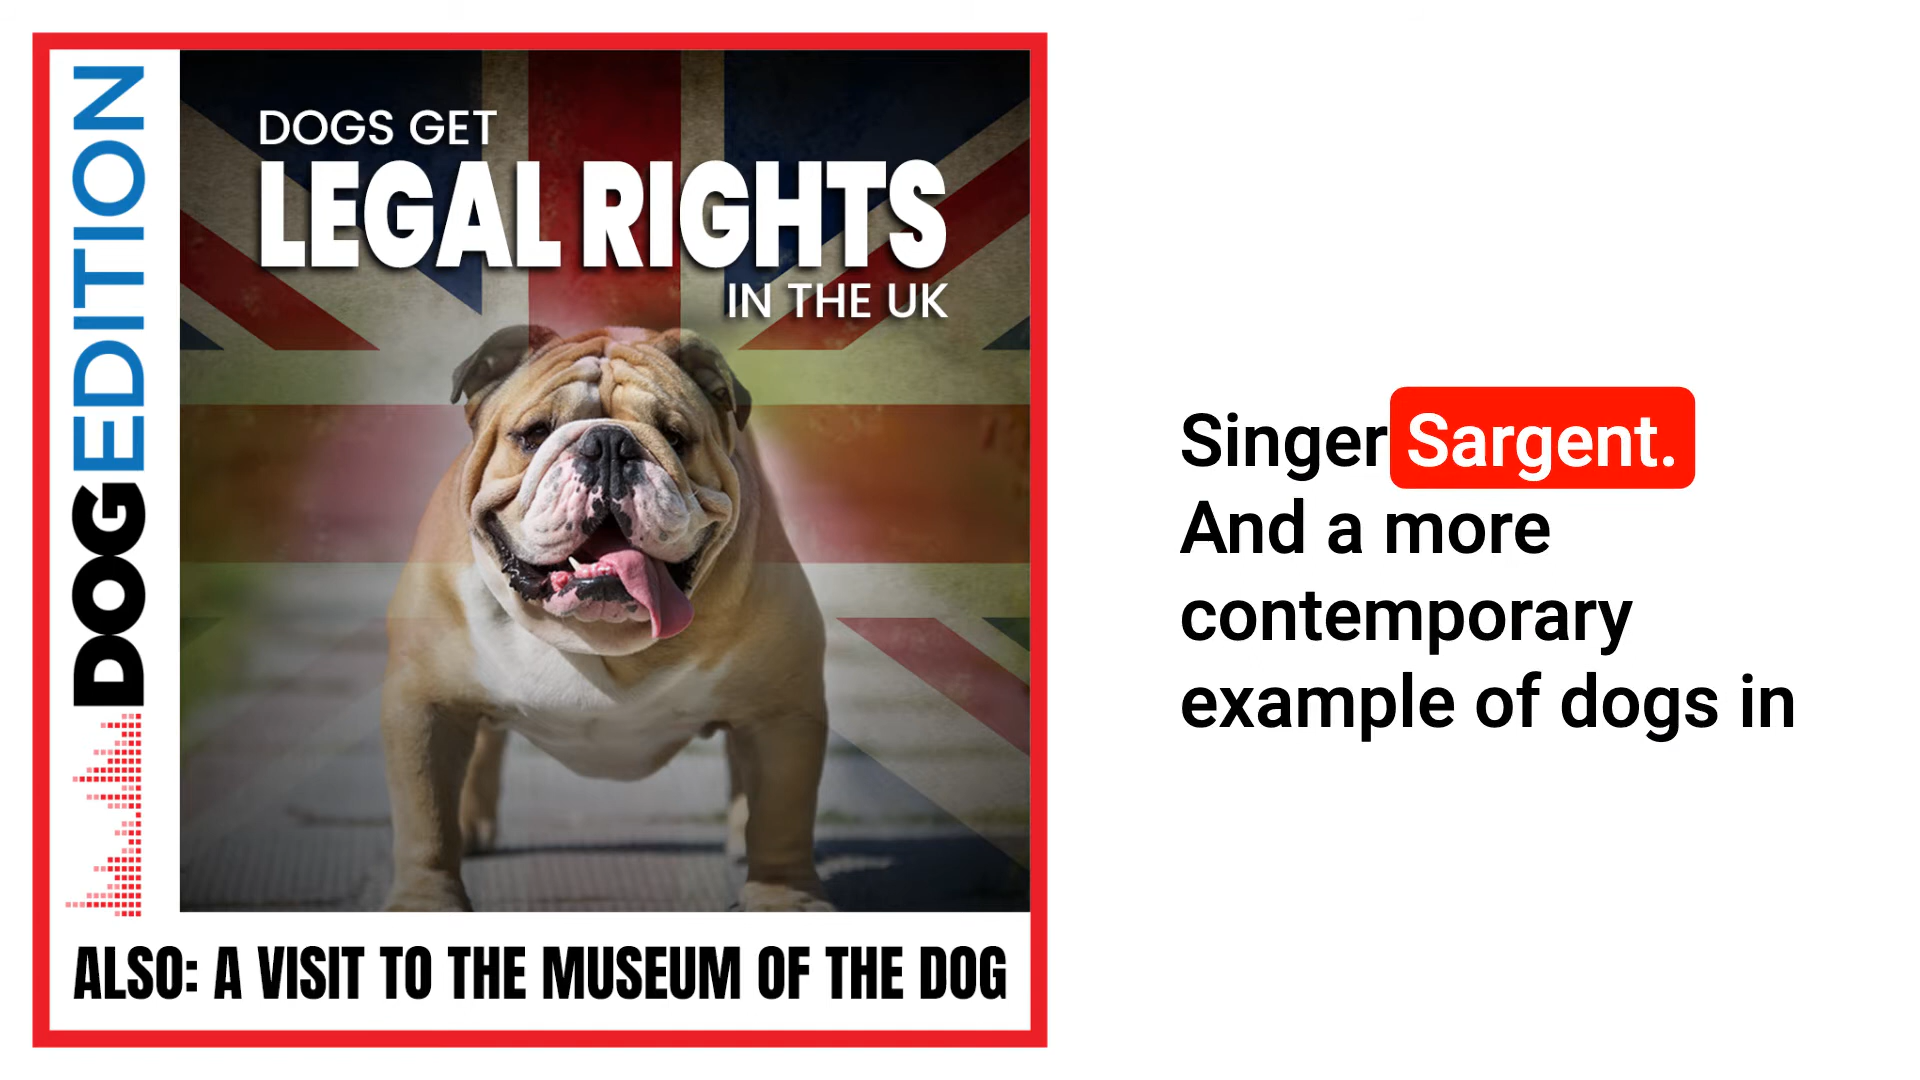 DOGEDITION
DOGS GET
LEGAL RIGHTS
IN THE UK
ALSO: A VISIT TO THE MUSEUM OF THE DOG
Singer Sargent.
And a more
contemporary
example of dogs in